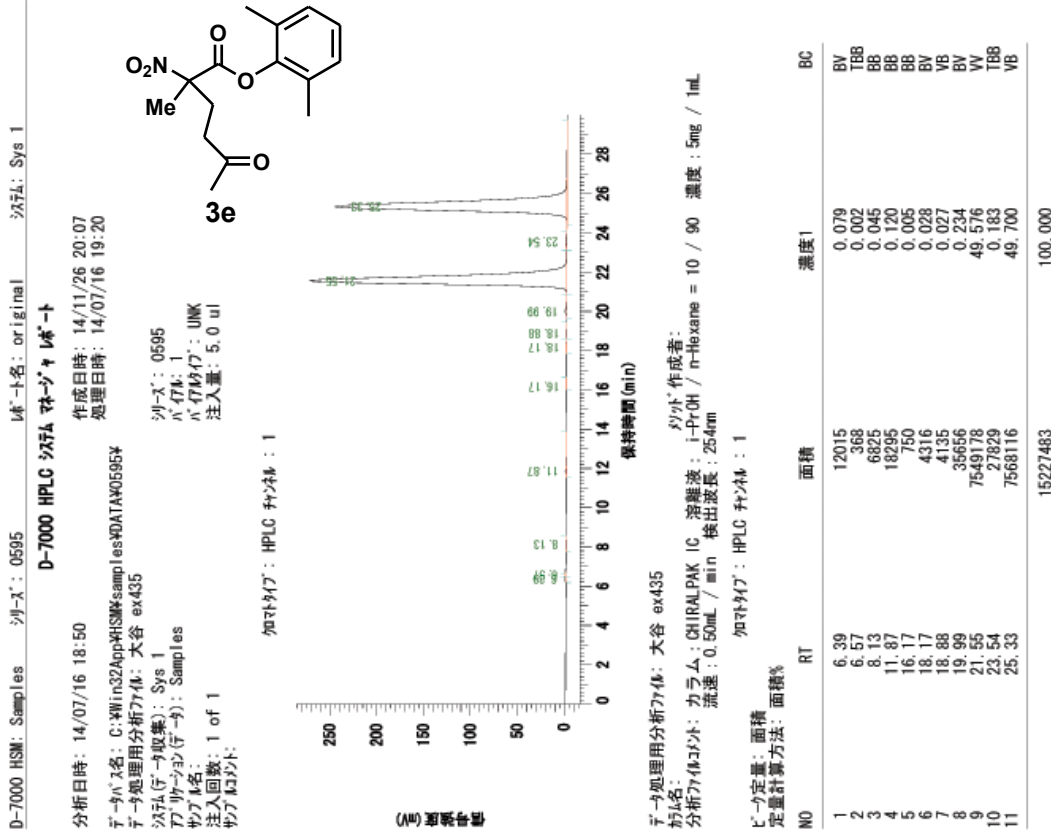 D-7000 HSM: Samples シリーズ: 0595 レポート名: original システム: Sys 1
D-7000 HPLC システム マネージャ レポート
分析日時: 14/07/16 18:50 作成日時: 14/11/26 20:07
処理日時: 14/07/16 19:20
データパス名: C:¥Win32App¥HSM¥samples¥DATA¥0595¥
データ処理用分析ファイル: 大谷 ex435
システム(データ収集): Sys 1 シリーズ: 0595
アプリケーション(データ): Samples バイアル: 1
サンプル名: バイアルタイプ: UNK
注入回数: 1 of 1 注入量: 5.0 ul
サンプルコメント:
クロマトタイプ: HPLC チャンネル : 1
O2N
Me
O
O
O
3e
信号強度 (mV)
250
200
150
100
50
0
6.39
6.57
8.13
11.87
16.17
18.17
18.88
19.99
21.55
23.54
25.33
0 2 4 6 8 10 12 14 16 18 20 22 24 26 28
保持時間 (min)
データ処理用分析ファイル: 大谷 ex435
カラム名: メソッド作成者:
分析ファイルコメント: カラム : CHIRALPAK IC 溶離液 : i-PrOH / n-Hexane = 10 / 90 濃度 : 5mg / 1mL
流速 : 0.50mL / min 検出波長 : 254nm
クロマトタイプ: HPLC チャンネル : 1
ピーク定量: 面積
定量計算方法: 面積%
NO RT 面積 濃度1 BC
1 6.39 12015 0.079 BV
2 6.57 368 0.002 TBB
3 8.13 6825 0.045 BB
4 11.87 18295 0.120 BB
5 16.17 750 0.005 BB
6 18.17 4316 0.028 BV
7 18.88 4135 0.027 VB
8 19.99 35656 0.234 BV
9 21.55 7549178 49.576 VV
10 23.54 27829 0.183 TBB
11 25.33 7568116 49.700 VB
15227483 100.000